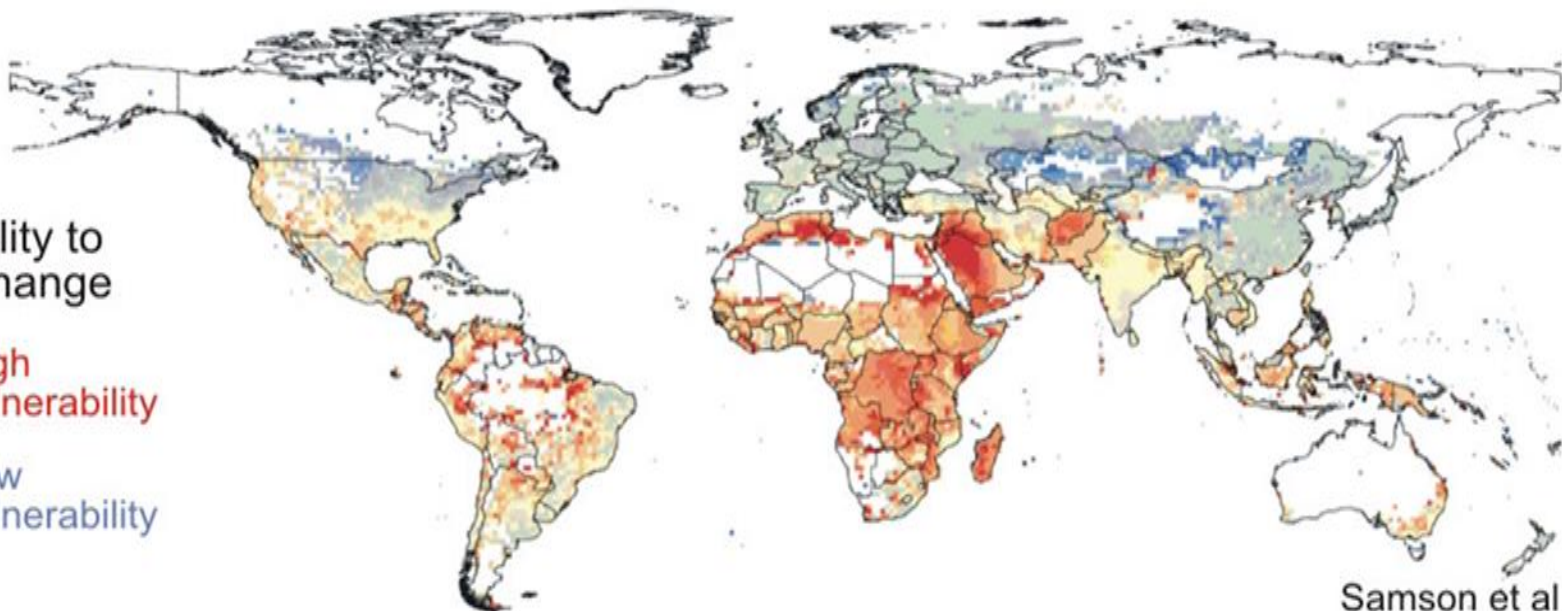 lity to
hange
gh
nerability
w
nerability
Samson et al